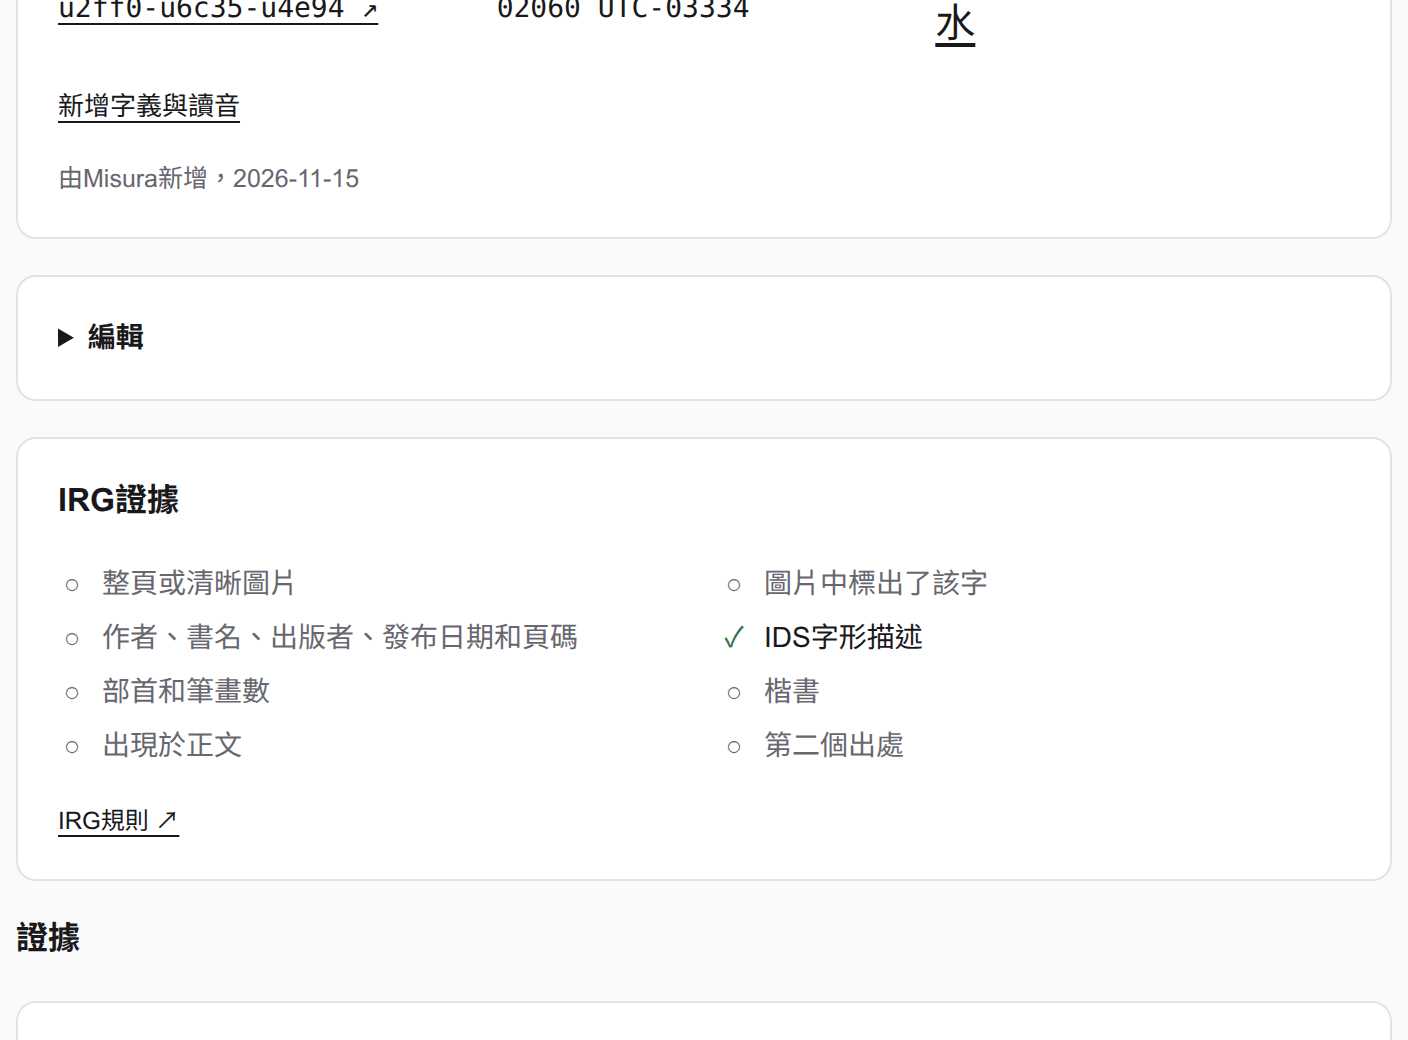 u2ff0-u6c35-u4e94 ↗ 02060 UTC-03334 水
新增字義與讀音
由Misura新增，2026-11-15
▶ 編輯
IRG證據
○ 整頁或清晰圖片 ○ 圖片中標出了該字
○ 作者、書名、出版者、發布日期和頁碼 ✓ IDS字形描述
○ 部首和筆畫數 ○ 楷書
○ 出現於正文 ○ 第二個出處
IRG規則 ↗
證據